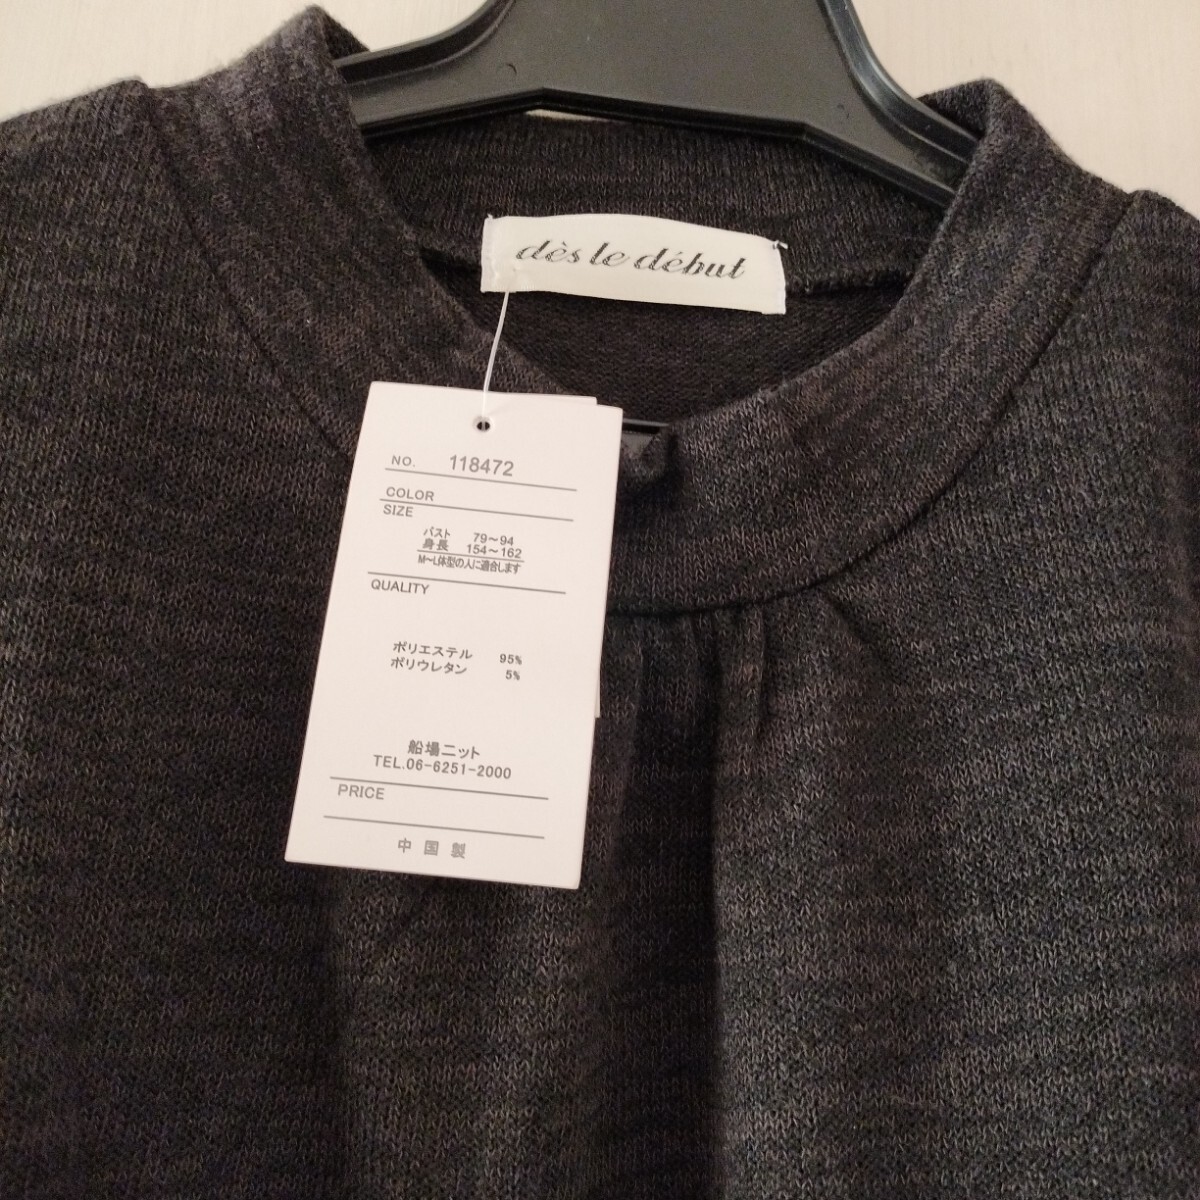 dès le début
NO. 118472
COLOR
SIZE
バスト 79～94
身長 154～162
M～L体型の人に適合します
QUALITY
ポリエステル 95%
ポリウレタン 5%
船場ニット
TEL.06-6251-2000
PRICE
中国製